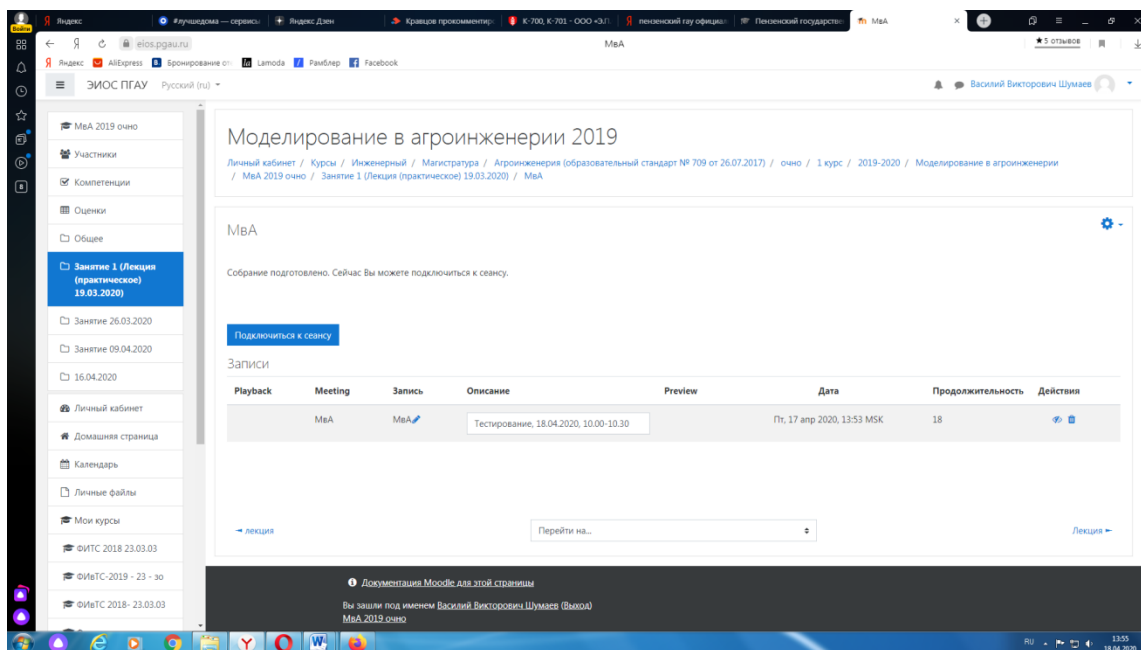 Войти
Яндекс
#лучшедома — сервисы
Яндекс Дзен
Кравцов прокомментиро
К-700, К-701 - ООО «ЭЛ
пензенский гау официал
Пензенский государстве
МвА
eios.pgau.ru
МвА
★ 5 отзывов
Яндекс
AliExpress
Бронирование от
Lamoda
Рамблер
Facebook
ЭИОС ПГАУ
Русский (ru)
Василий Викторович Шумаев
МвА 2019 очно
Участники
Компетенции
Оценки
Общее
Занятие 1 (Лекция
(практическое)
19.03.2020)
Занятие 26.03.2020
Занятие 09.04.2020
16.04.2020
Личный кабинет
Домашняя страница
Календарь
Личные файлы
Мои курсы
ФИТС 2018 23.03.03
ФИвТС-2019 - 23 - зо
ФИвТС 2018- 23.03.03
Моделирование в агроинженерии 2019
Личный кабинет / Курсы / Инженерный / Магистратура / Агроинженерия (образовательный стандарт № 709 от 26.07.2017) / очно / 1 курс / 2019-2020 / Моделирование в агроинженерии
/ МвА 2019 очно / Занятие 1 (Лекция (практическое) 19.03.2020) / МвА
МвА
Собрание подготовлено. Сейчас Вы можете подключиться к сеансу.
Подключиться к сеансу
Записи
Playback Meeting Запись Описание Preview Дата Продолжительность Действия
МвА МвА Тестирование, 18.04.2020, 10.00-10.30 Пт, 17 апр 2020, 13:53 MSK 18
◄ лекция
Перейти на...
Лекция ►
Документация Moodle для этой страницы
Вы зашли под именем Василий Викторович Шумаев (Выход)
МвА 2019 очно
RU
13:55
18.04.2020